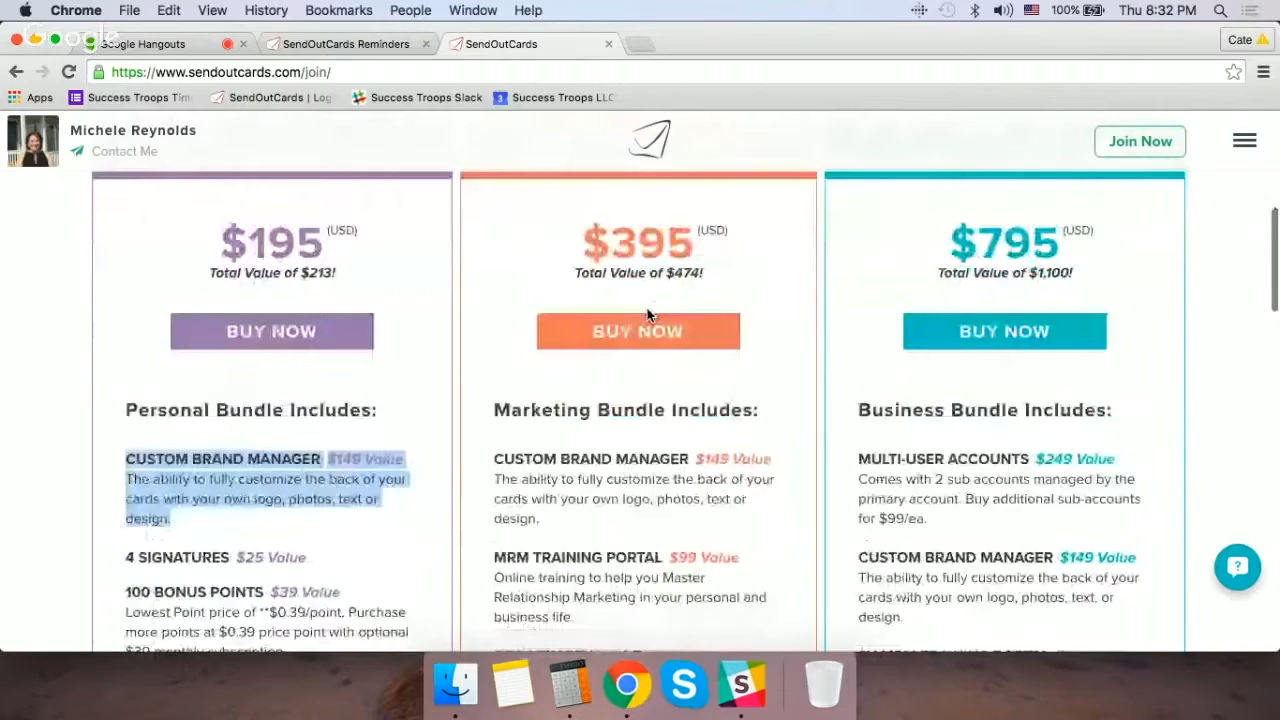 Chrome File Edit View History Bookmarks People Window Help 100% Thu 8:32 PM
Google Hangouts SendOutCards Reminders SendOutCards Cate
https://www.sendoutcards.com/join/
Apps Success Troops Tim SendOutCards | Log Success Troops Slack 3 Success Troops LLC
Michele Reynolds
Contact Me
Join Now
$195 (USD)
Total Value of $213!
BUY NOW
Personal Bundle Includes:
CUSTOM BRAND MANAGER $149 Value
The ability to fully customize the back of your
cards with your own logo, photos, text or
design.
4 SIGNATURES $25 Value
100 BONUS POINTS $39 Value
Lowest Point price of **$0.39/point. Purchase
more points at $0.39 price point with optional
$39 monthly subscription.
$395 (USD)
Total Value of $474!
BUY NOW
Marketing Bundle Includes:
CUSTOM BRAND MANAGER $149 Value
The ability to fully customize the back of your
cards with your own logo, photos, text or
design.
MRM TRAINING PORTAL $99 Value
Online training to help you Master
Relationship Marketing in your personal and
business life.
$795 (USD)
Total Value of $1,100!
BUY NOW
Business Bundle Includes:
MULTI-USER ACCOUNTS $249 Value
Comes with 2 sub accounts managed by the
primary account. Buy additional sub-accounts
for $99/ea.
CUSTOM BRAND MANAGER $149 Value
The ability to fully customize the back of your
cards with your own logo, photos, text, or
design.